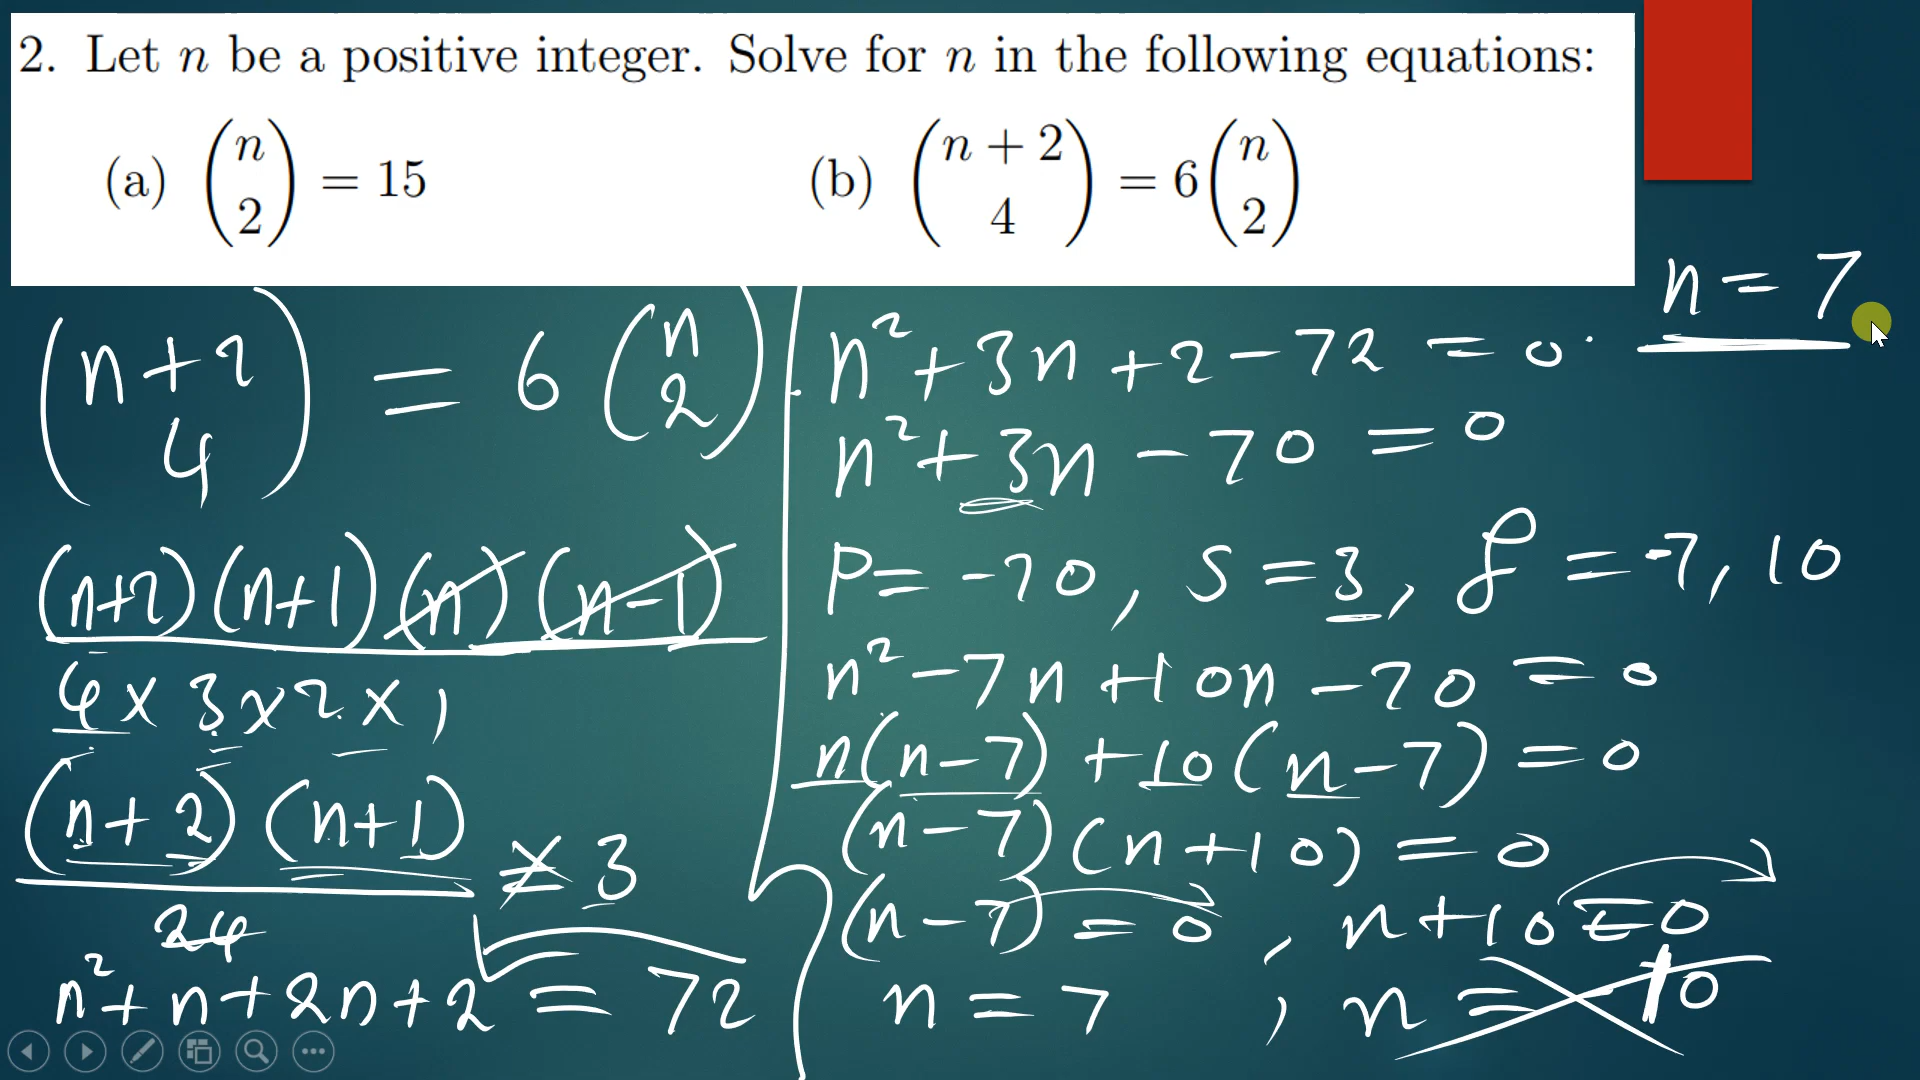 2. Let n be a positive integer. Solve for n in the following equations:
(a) (n 2) = 15
(b) (n + 2 4) = 6(n 2)
(n+2 4) = 6 (n 2)
(n+2)(n+1)(n)(n-1)
4 x 3 x 2 x 1
(n+2)(n+1)
24
= 3
n²+n+2n+2 = 72
n²+3n+2-72 = 0.
n²+3n-70 = 0
P = -70, S = 3, f = -7, 10
n²-7n+10n-70 = 0
n(n-7)+10(n-7) = 0
(n-7)(n+10) = 0
(n-7) = 0, n+10 = 0
n = 7, n = -10
n = 7